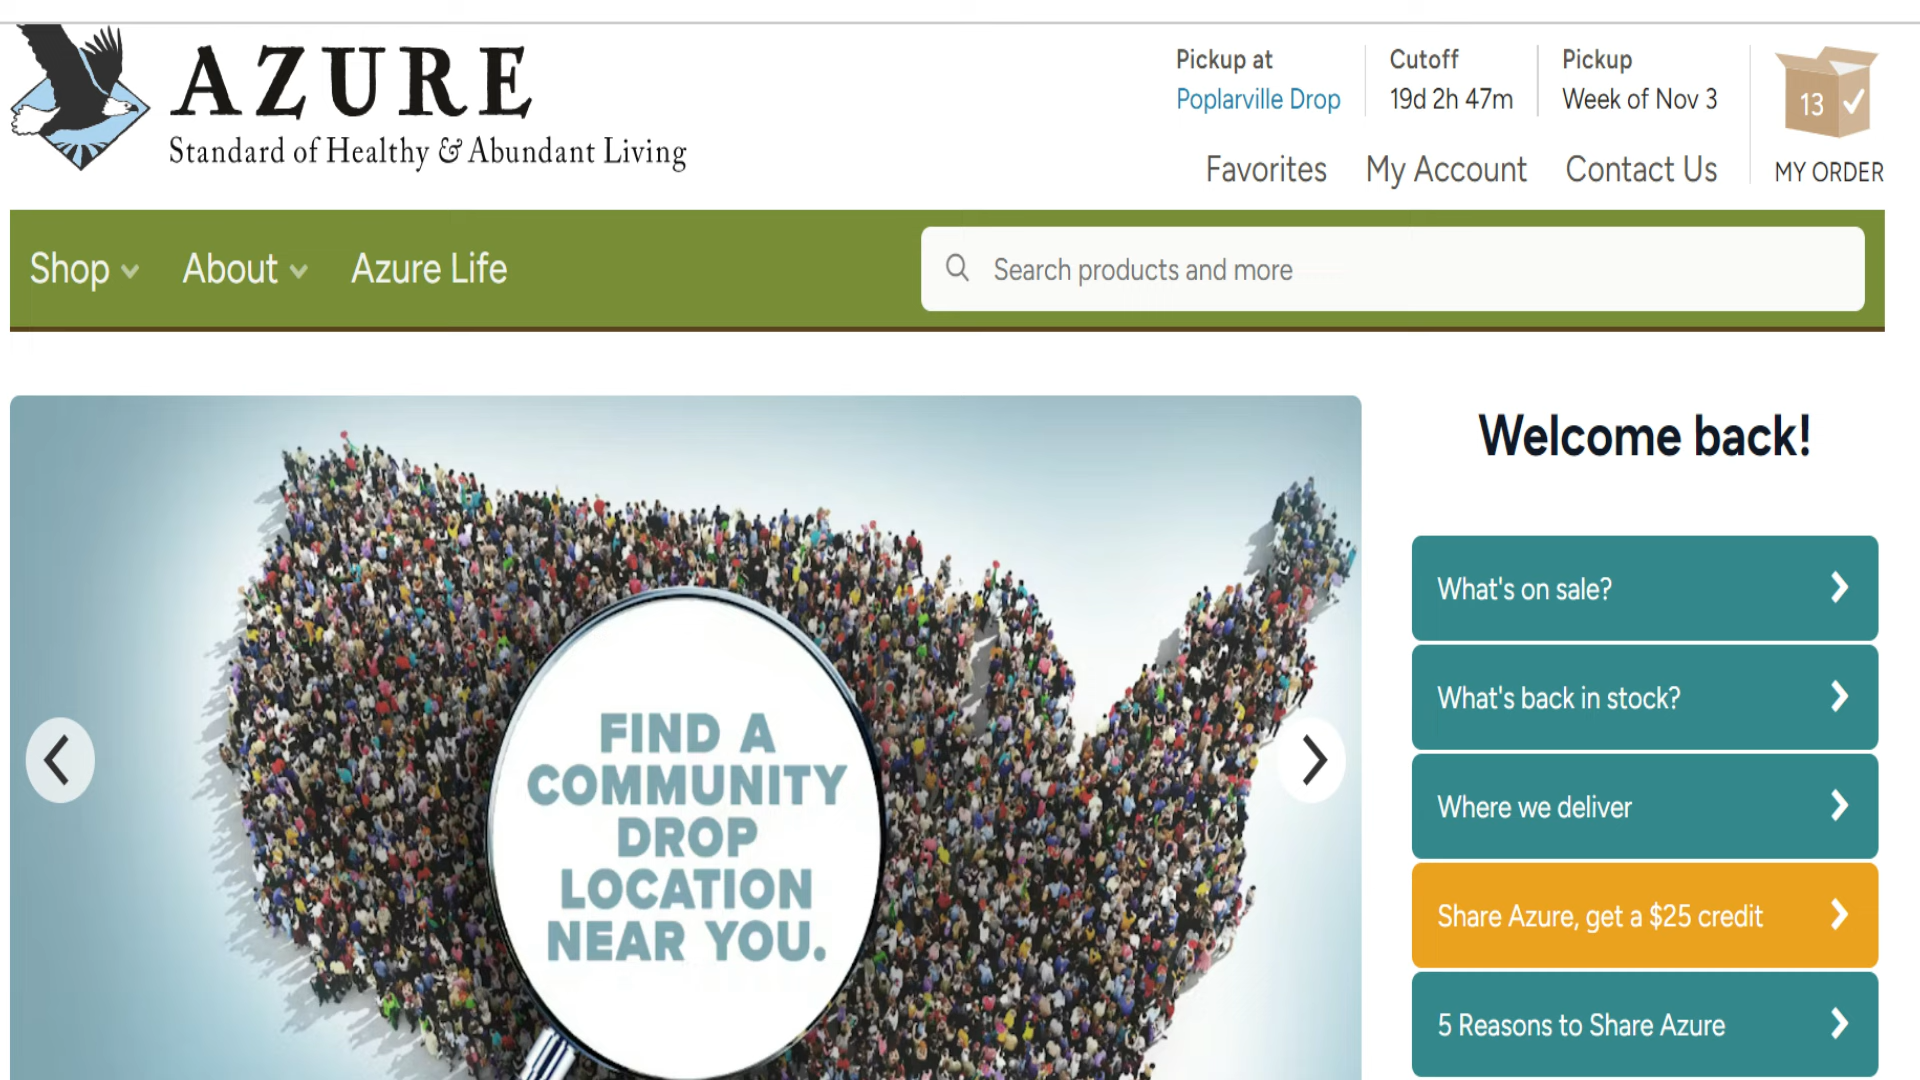 AZURE
Standard of Healthy & Abundant Living
Pickup at
Poplarville Drop
Cutoff
19d 2h 47m
Pickup
Week of Nov 3
13
MY ORDER
Favorites
My Account
Contact Us
Shop
About
Azure Life
Search products and more
FIND A
COMMUNITY
DROP
LOCATION
NEAR YOU.
Welcome back!
What's on sale?
What's back in stock?
Where we deliver
Share Azure, get a $25 credit
5 Reasons to Share Azure